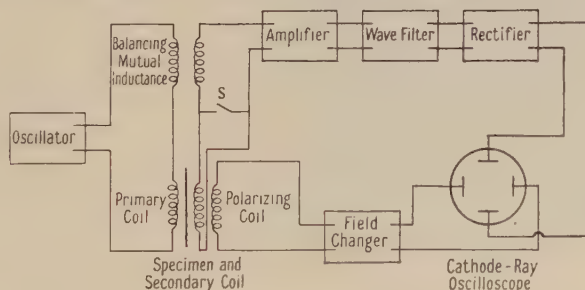 Balancing
Mutual
Inductance
Amplifier
Wave Filter
Rectifier
S
Oscillator
Primary
Coil
Polarizing
Coil
Field
Changer
Specimen and
Secondary Coil
Cathode-Ray
Oscilloscope